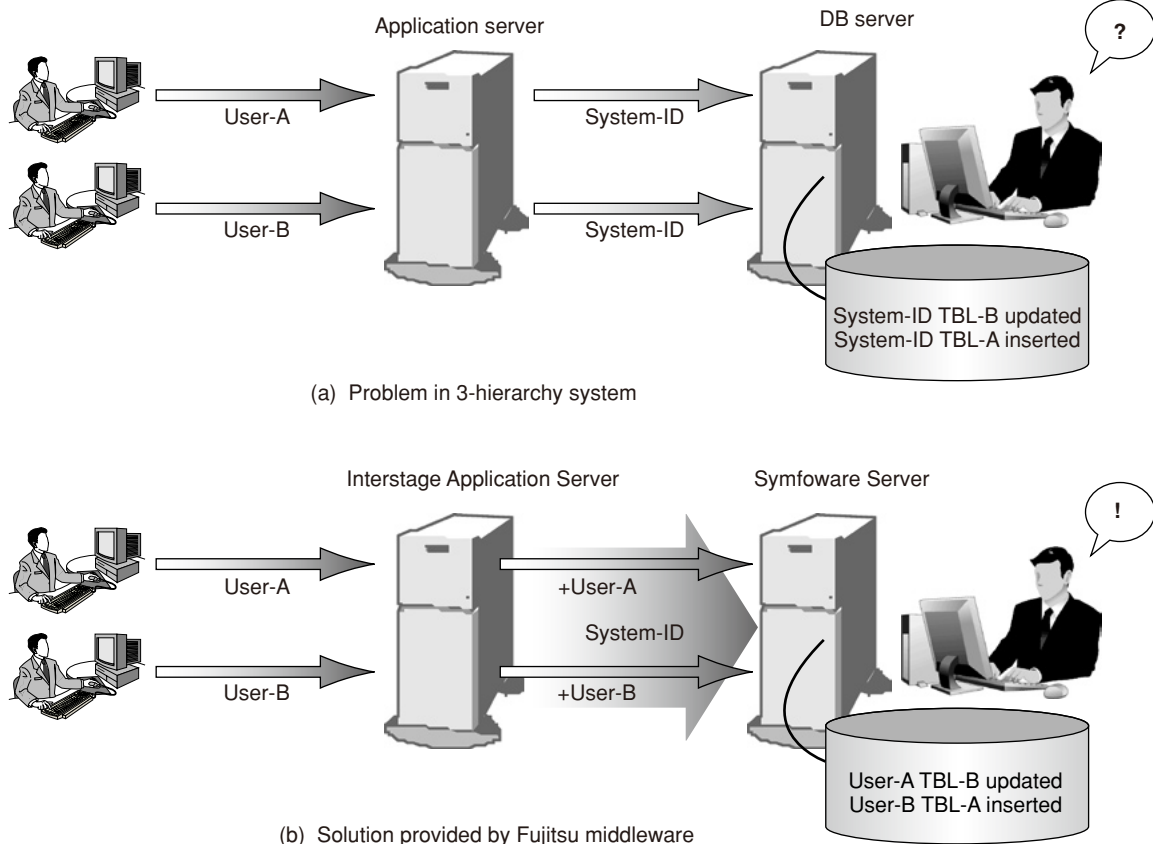 Application server
DB server
?
User-A
System-ID
User-B
System-ID
System-ID TBL-B updated
System-ID TBL-A inserted
(a) Problem in 3-hierarchy system
Interstage Application Server
Symfoware Server
!
User-A
+User-A
System-ID
User-B
+User-B
User-A TBL-B updated
User-B TBL-A inserted
(b) Solution provided by Fujitsu middleware